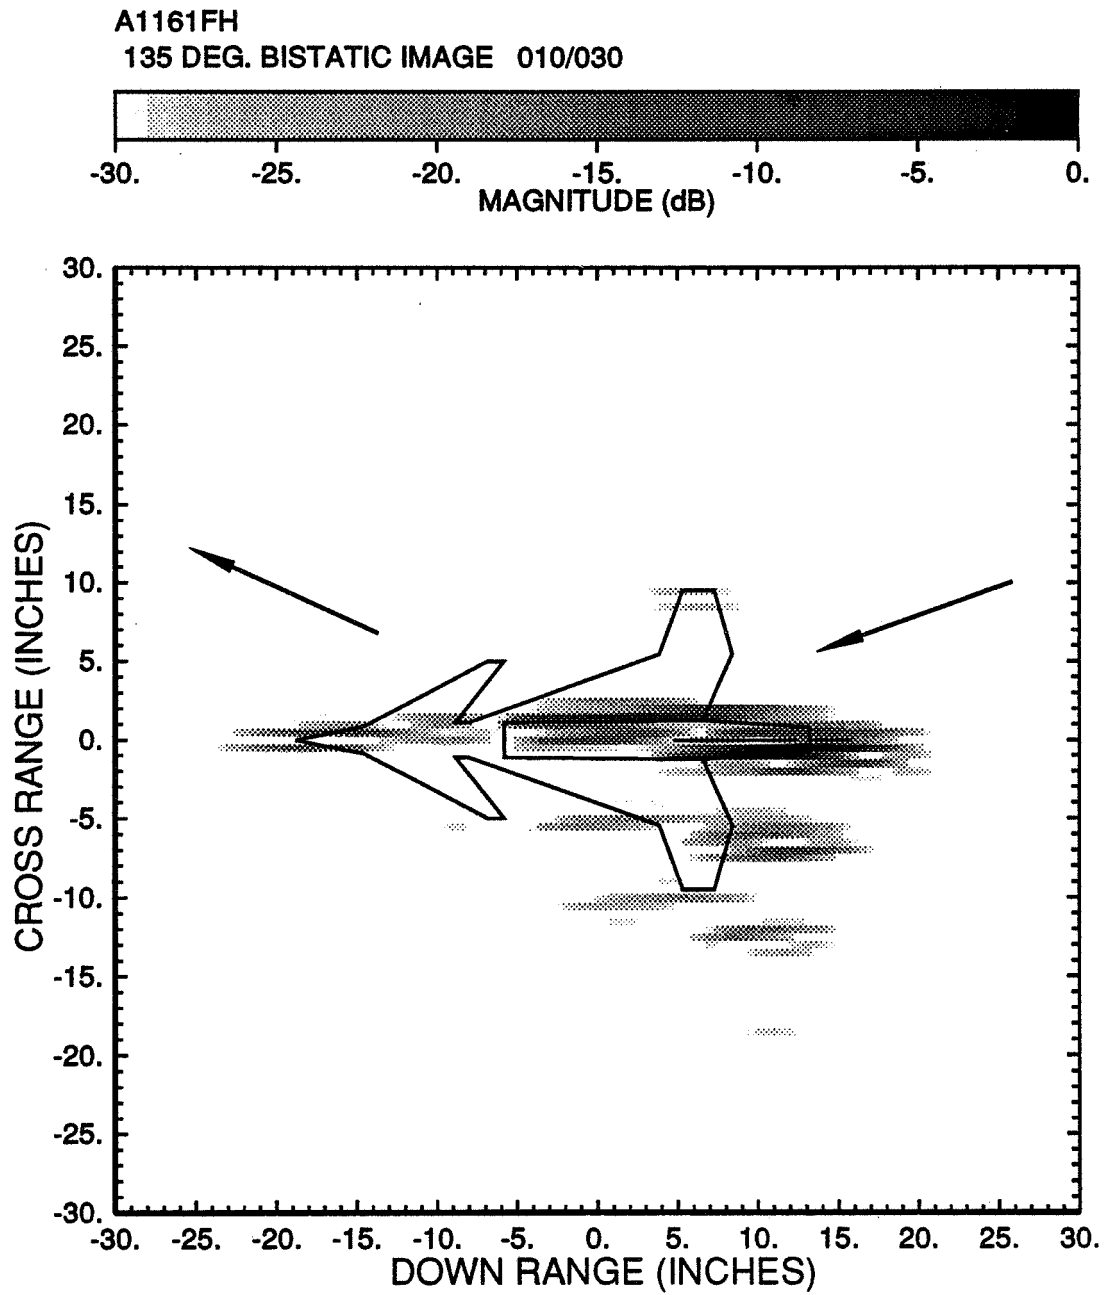 A1161FH
135 DEG. BISTATIC IMAGE 010/030
-30. -25. -20. -15. -10. -5. 0.
MAGNITUDE (dB)
30.
25.
20.
15.
10.
5.
0.
-5.
-10.
-15.
-20.
-25.
-30.
CROSS RANGE (INCHES)
-30. -25. -20. -15. -10. -5. 0. 5. 10. 15. 20. 25. 30.
DOWN RANGE (INCHES)